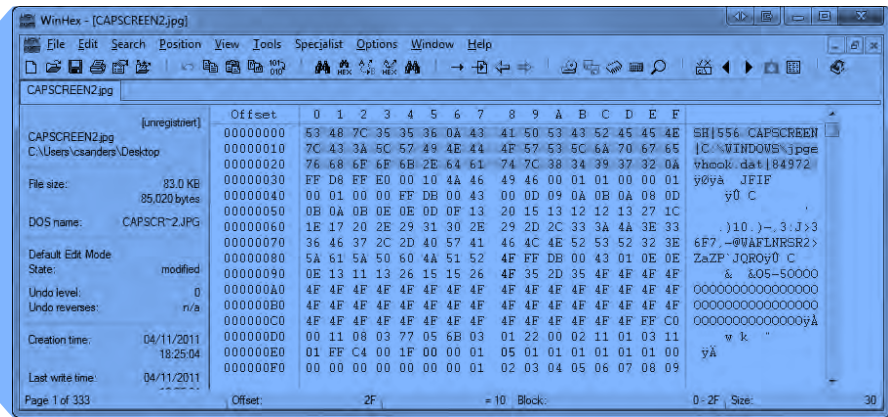 WinHex - [CAPSCREEN2.jpg]
File Edit Search Position View Tools Specialist Options Window Help
CAPSCREEN2.jpg
[unregistriert]
CAPSCREEN2.jpg
C:\Users\csanders\Desktop
File size: 83.0 KB
85,020 bytes
DOS name: CAPSCR~2.JPG
Default Edit Mode
State: modified
Undo level: 0
Undo reverses: n/a
Creation time: 04/11/2011
18:25:04
Last write time: 04/11/2011
Offset 0 1 2 3 4 5 6 7 8 9 A B C D E F
00000000 53 48 7C 35 35 36 0A 43 41 50 53 43 52 45 45 4E SH|556 CAPSCREEN
00000010 7C 43 3A 5C 57 49 4E 44 4F 57 53 5C 6A 70 67 65 |C:\WINDOWS\jpge
00000020 76 68 6F 6F 6B 2E 64 61 74 7C 38 34 39 37 32 0A vhook.dat|84972
00000030 FF D8 FF E0 00 10 4A 46 49 46 00 01 01 00 00 01 ÿØÿà JFIF
00000040 00 01 00 00 FF DB 00 43 00 0D 09 0A 0B 0A 08 0D ÿÛ C
00000050 0B 0A 0B 0E 0E 0D 0F 13 20 15 13 12 12 13 27 1C '
00000060 1E 17 20 2E 29 31 30 2E 29 2D 2C 33 3A 4A 3E 33 .)10.)-,3:J>3
00000070 36 46 37 2C 2D 40 57 41 46 4C 4E 52 53 52 32 3E 6F7,-@WAFLNRSR2>
00000080 5A 61 5A 50 60 4A 51 52 4F FF DB 00 43 01 0E 0E ZaZP`JQROÿÛ C
00000090 0E 13 11 13 26 15 15 26 4F 35 2D 35 4F 4F 4F 4F & &O5-5OOOO
000000A0 4F 4F 4F 4F 4F 4F 4F 4F 4F 4F 4F 4F 4F 4F 4F 4F OOOOOOOOOOOOOOOO
000000B0 4F 4F 4F 4F 4F 4F 4F 4F 4F 4F 4F 4F 4F 4F 4F 4F OOOOOOOOOOOOOOOO
000000C0 4F 4F 4F 4F 4F 4F 4F 4F 4F 4F 4F 4F 4F 4F FF C0 OOOOOOOOOOOOOOÿÀ
000000D0 00 11 08 03 77 05 6B 03 01 22 00 02 11 01 03 11 w k "
000000E0 01 FF C4 00 1F 00 00 01 05 01 01 01 01 01 01 00 ÿÄ
000000F0 00 00 00 00 00 00 00 01 02 03 04 05 06 07 08 09
Page 1 of 333 Offset: 2F = 10 Block: 0 - 2F Size: 30